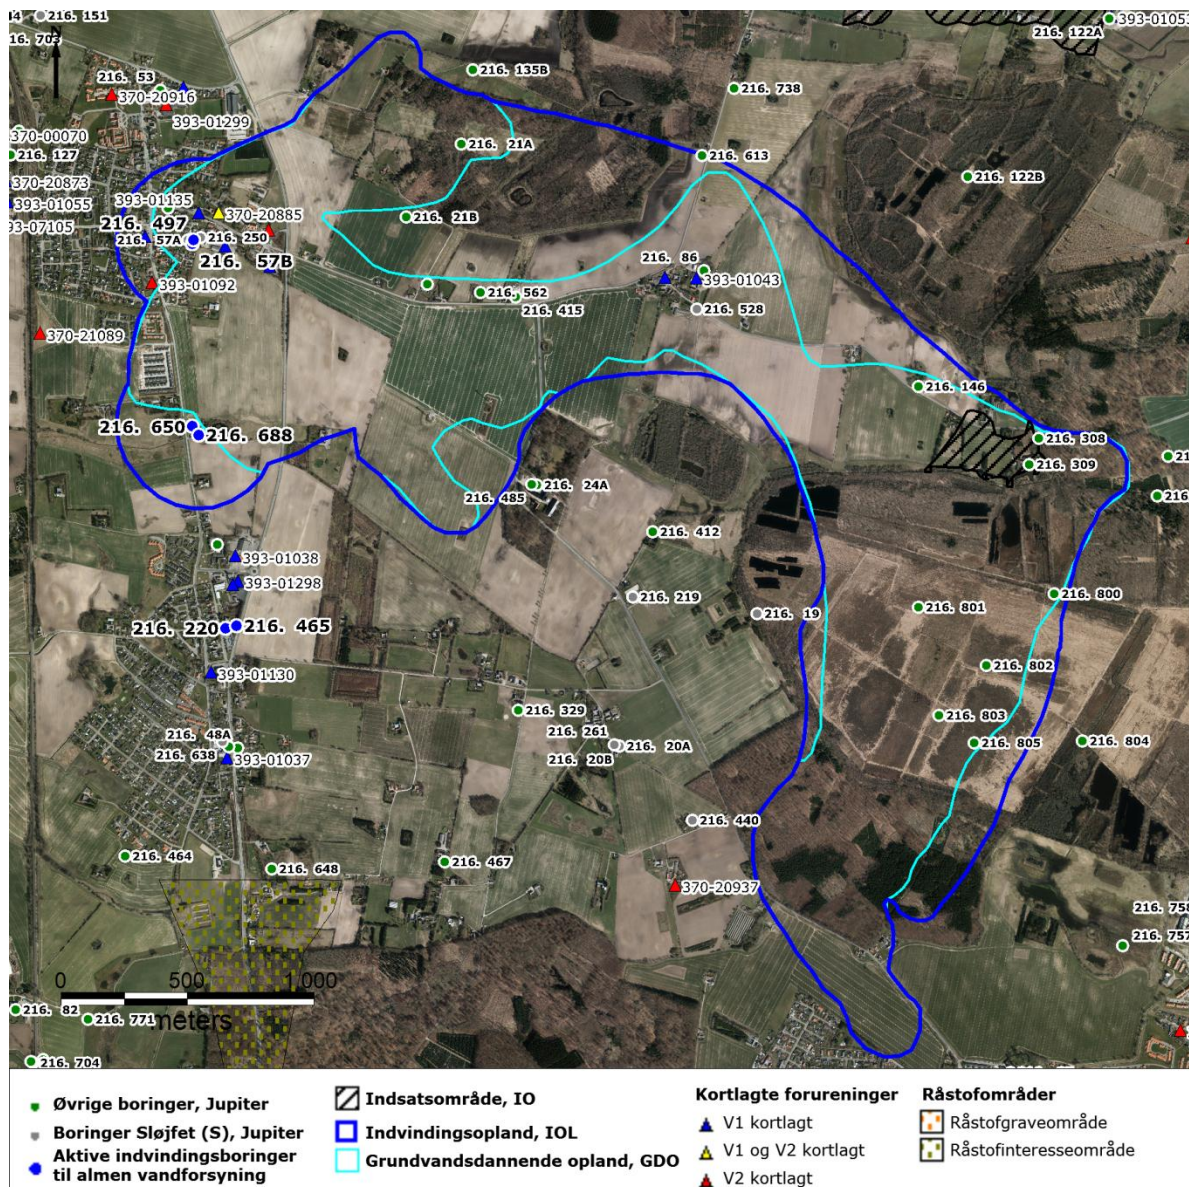 216. 151
393-01053
216. 122A
216. 703
N
216. 53
216. 135B
370-20916
216. 738
393-01299
370-00070
216. 127
216. 21A
216. 613
370-20873
216. 122B
393-01055
393-01135
370-20885
393-07105
216. 497
216. 21B
216. 57A
216. 250
216. 57B
216. 86
393-01043
393-01092
216. 562
216. 415
216. 528
370-21089
216. 146
216. 650
216. 688
216. 308
216. 309
216. 24A
216. 485
216. 412
393-01038
393-01298
216. 219
216. 19
216. 801
216. 800
216. 220
216. 465
393-01130
216. 802
216. 329
216. 803
216. 48A
216. 261
216. 20A
216. 638
393-01037
216. 20B
216. 805
216. 804
216. 440
216. 464
216. 467
216. 648
370-20937
216. 758
216. 757
0 500 1 000
216. 82
216. 771
meters
216. 704
Øvrige boringer, Jupiter
Boringer Sløjfet (S), Jupiter
Aktive indvindingsboringer
til almen vandforsyning
Indsatsområde, IO
Indvindingsopland, IOL
Grundvandsdannende opland, GDO
Kortlagte forureninger
V1 kortlagt
V1 og V2 kortlagt
V2 kortlagt
Råstofområder
Råstofgraveområde
Råstofinteresseområde